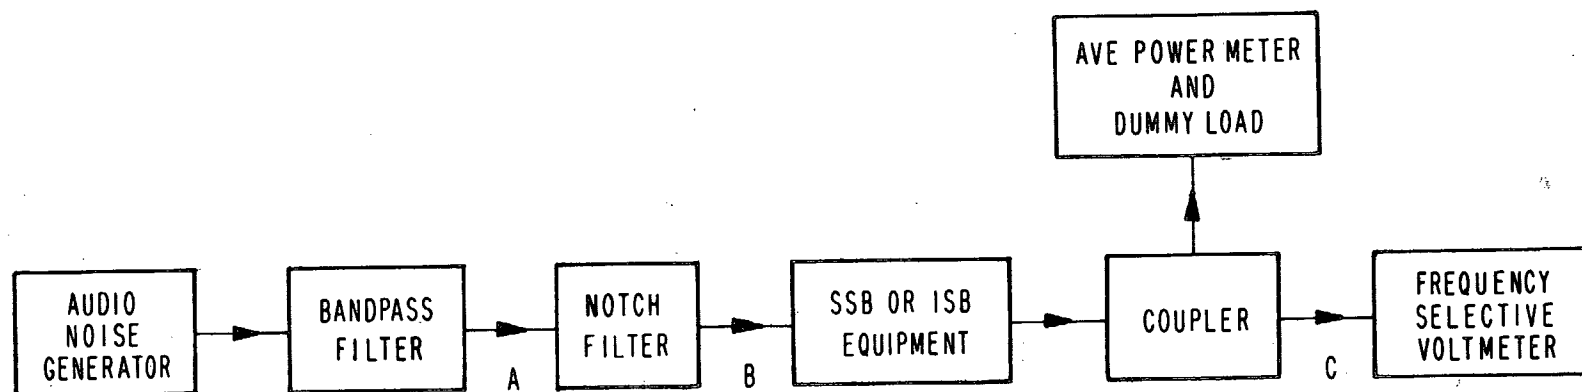 AVE POWER METER
AND
DUMMY LOAD
AUDIO
NOISE
GENERATOR
BANDPASS
FILTER
A
NOTCH
FILTER
B
SSB OR ISB
EQUIPMENT
COUPLER
C
FREQUENCY
SELECTIVE
VOLTMETER